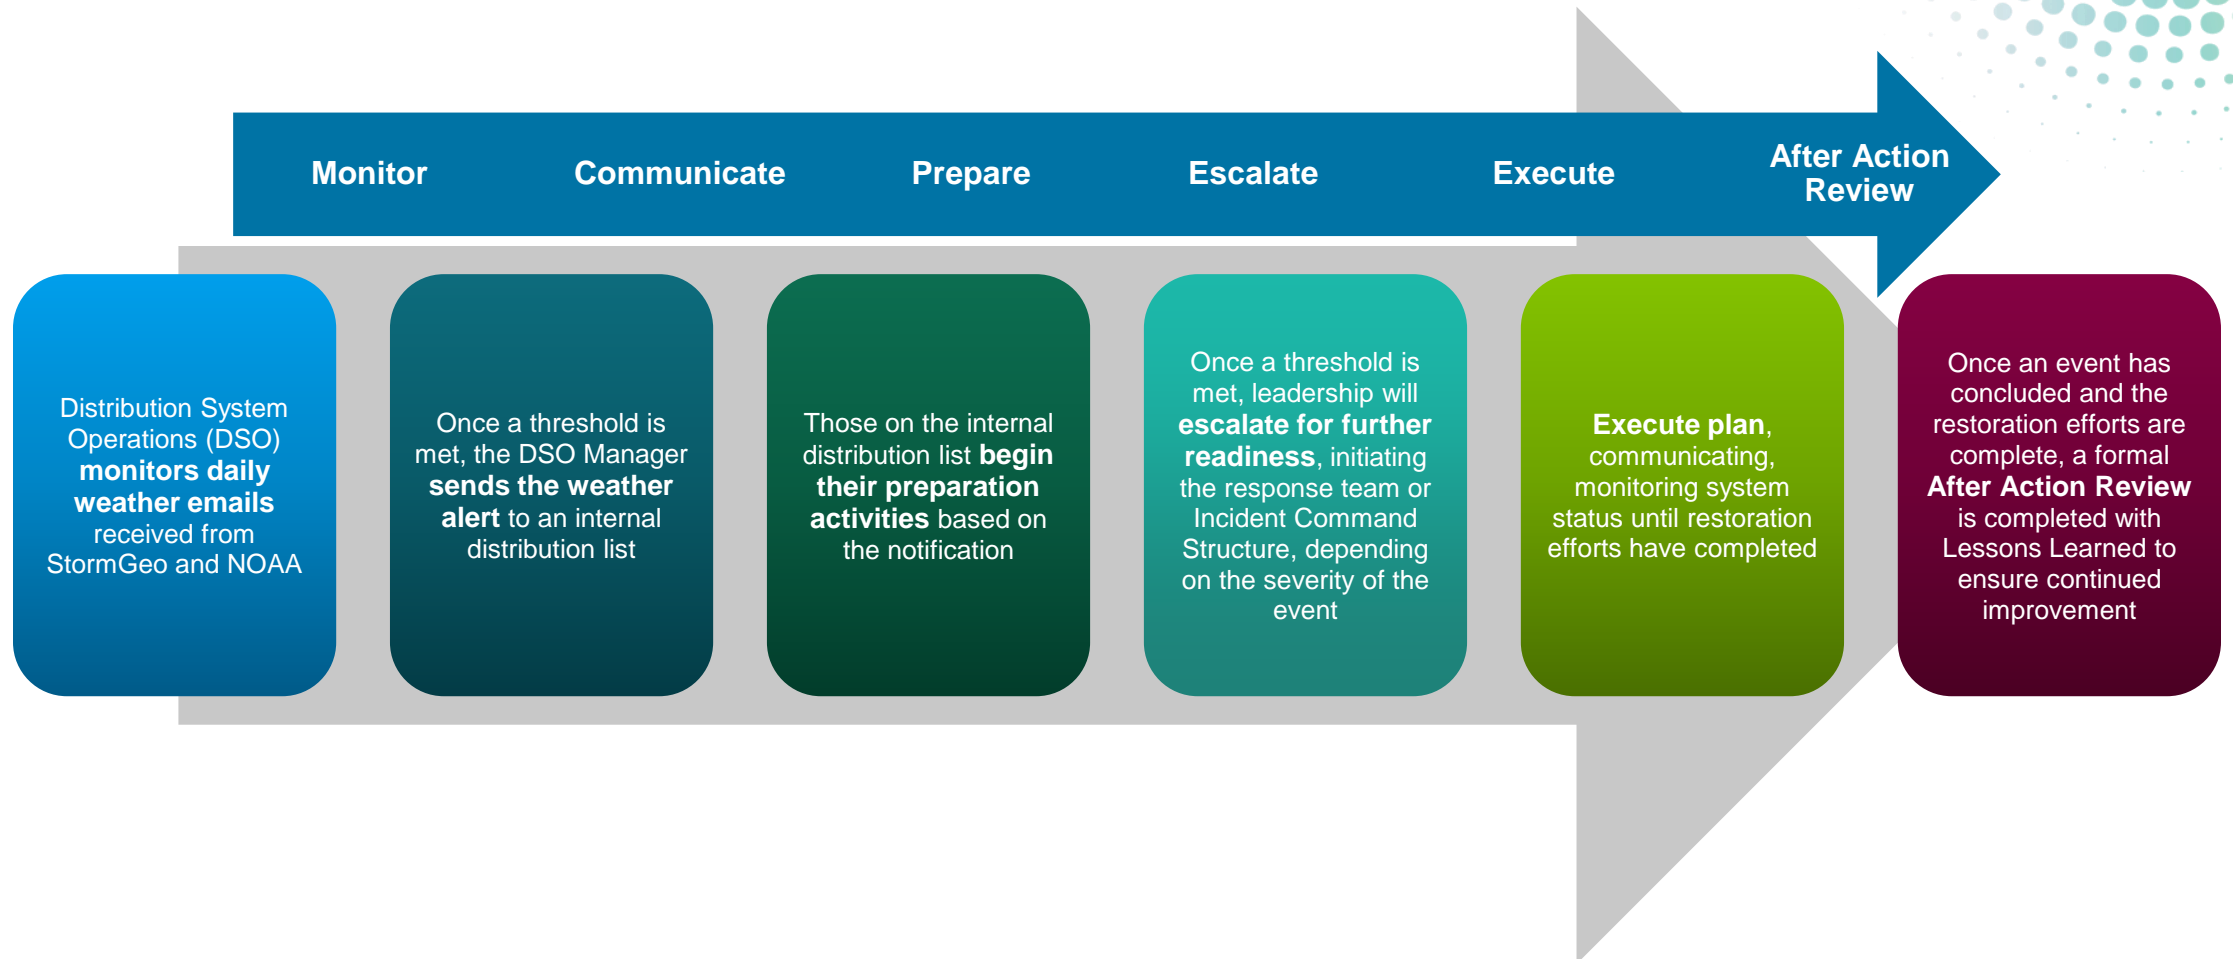 Monitor
Communicate
Prepare
Escalate
Execute
After Action
Review
Distribution System
Operations (DSO)
monitors daily
weather emails
received from
StormGeo and NOAA
Once a threshold is
met, the DSO Manager
sends the weather
alert to an internal
distribution list
Those on the internal
distribution list begin
their preparation
activities based on
the notification
Once a threshold is
met, leadership will
escalate for further
readiness, initiating
the response team or
Incident Command
Structure, depending
on the severity of the
event
Execute plan,
communicating,
monitoring system
status until restoration
efforts have completed
Once an event has
concluded and the
restoration efforts are
complete, a formal
After Action Review
is completed with
Lessons Learned to
ensure continued
improvement